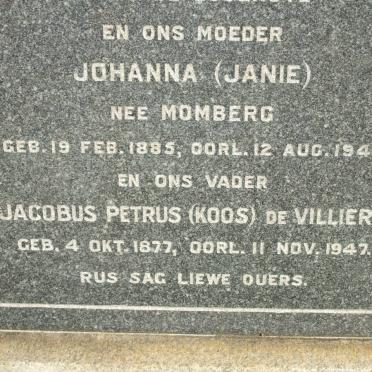 EN ONS MOEDER
JOHANNA (JANIE)
NEE MOMBERG
GEB. 19 FEB. 1885, OORL. 12 AUG. 194
EN ONS VADER
JACOBUS PETRUS (KOOS) DE VILLIER
GEB. 4 OKT. 1877, OORL. 11 NOV. 1947.
RUS SAG LIEWE OUERS.